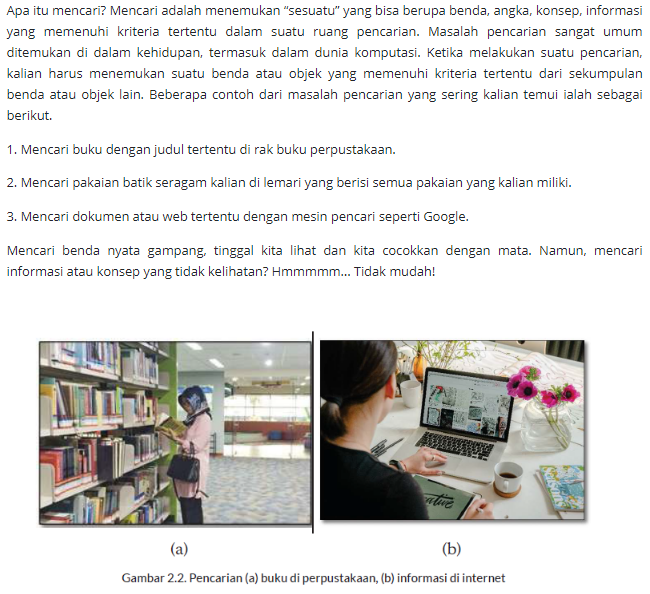 Apa itu mencari? Mencari adalah menemukan “sesuatu” yang bisa berupa benda, angka, konsep, informasi
yang memenuhi kriteria tertentu dalam suatu ruang pencarian. Masalah pencarian sangat umum
ditemukan di dalam kehidupan, termasuk dalam dunia komputasi. Ketika melakukan suatu pencarian,
kalian harus menemukan suatu benda atau objek yang memenuhi kriteria tertentu dari sekumpulan
benda atau objek lain. Beberapa contoh dari masalah pencarian yang sering kalian temui ialah sebagai
berikut.
1. Mencari buku dengan judul tertentu di rak buku perpustakaan.
2. Mencari pakaian batik seragam kalian di lemari yang berisi semua pakaian yang kalian miliki.
3. Mencari dokumen atau web tertentu dengan mesin pencari seperti Google.
Mencari benda nyata gampang, tinggal kita lihat dan kita cocokkan dengan mata. Namun, mencari
informasi atau konsep yang tidak kelihatan? Hmmmmm... Tidak mudah!
(a)
(b)
Gambar 2.2. Pencarian (a) buku di perpustakaan, (b) informasi di internet